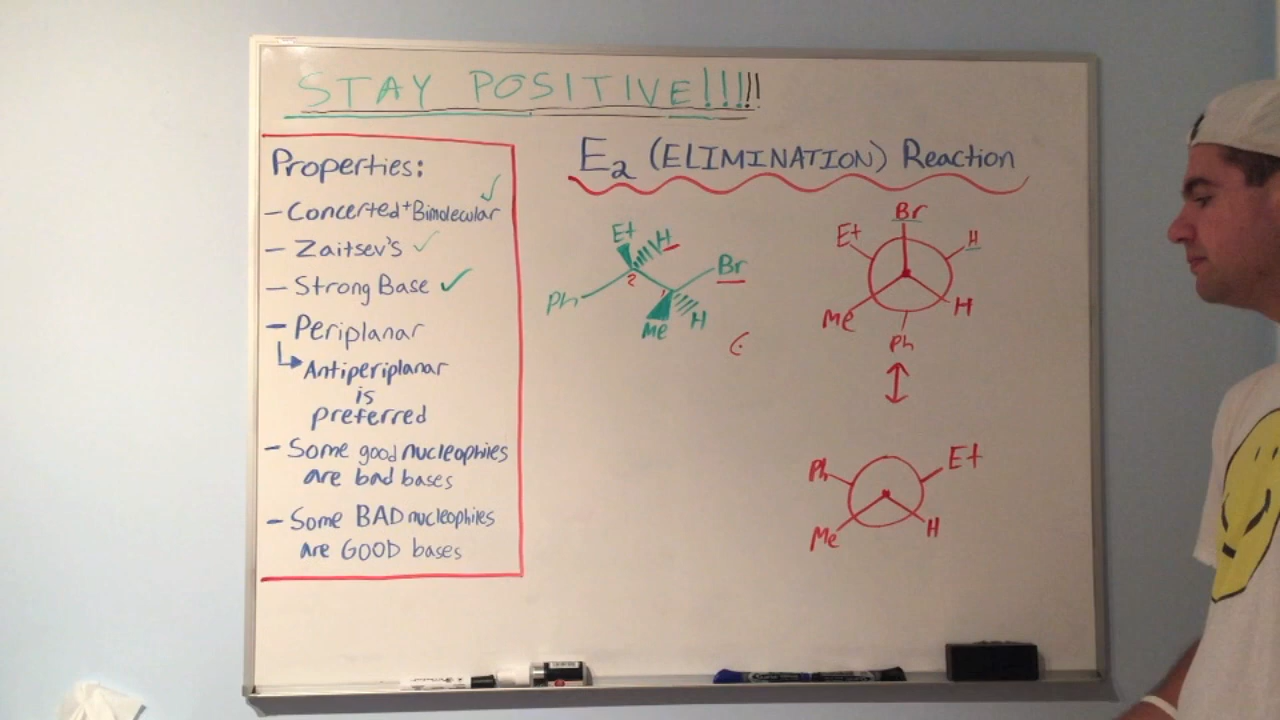 STAY POSITIVE!!!!!!
Properties:
- Concerted + Bimolecular ✓
- Zaitsev's ✓
- Strong Base ✓
- Periplanar
↳ Antiperiplanar
is
preferred
- Some good nucleophiles
are bad bases
- Some BAD nucleophiles
are GOOD bases
E2 (ELIMINATION) Reaction
Et H
Br
Ph 2 1
Me H
Br
Et H
Me H
Ph
Ph Et
Me H